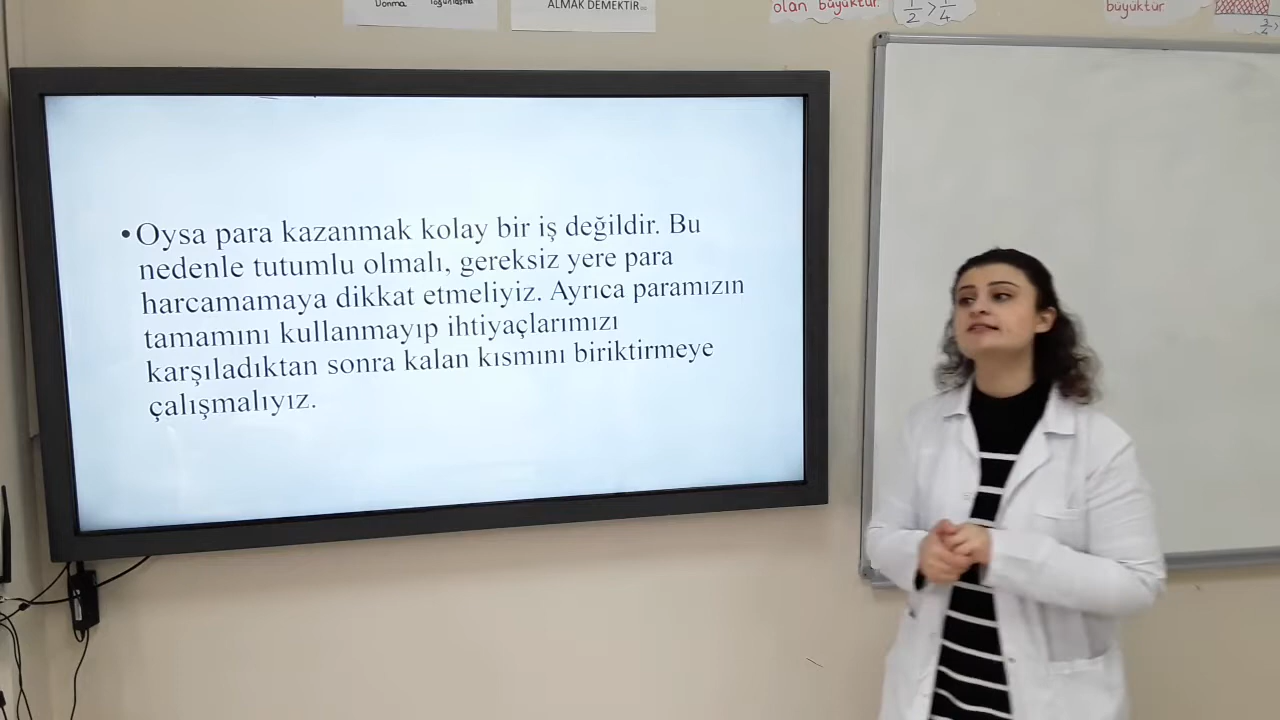 Donma
Yoğunlaşma
ALMAK DEMEKTİR
olan büyüktür.
1/2 > 1/4
büyüktür
• Oysa para kazanmak kolay bir iş değildir. Bu
nedenle tutumlu olmalı, gereksiz yere para
harcamamaya dikkat etmeliyiz. Ayrıca paramızın
tamamını kullanmayıp ihtiyaçlarımızı
karşıladıktan sonra kalan kısmını biriktirmeye
çalışmalıyız.